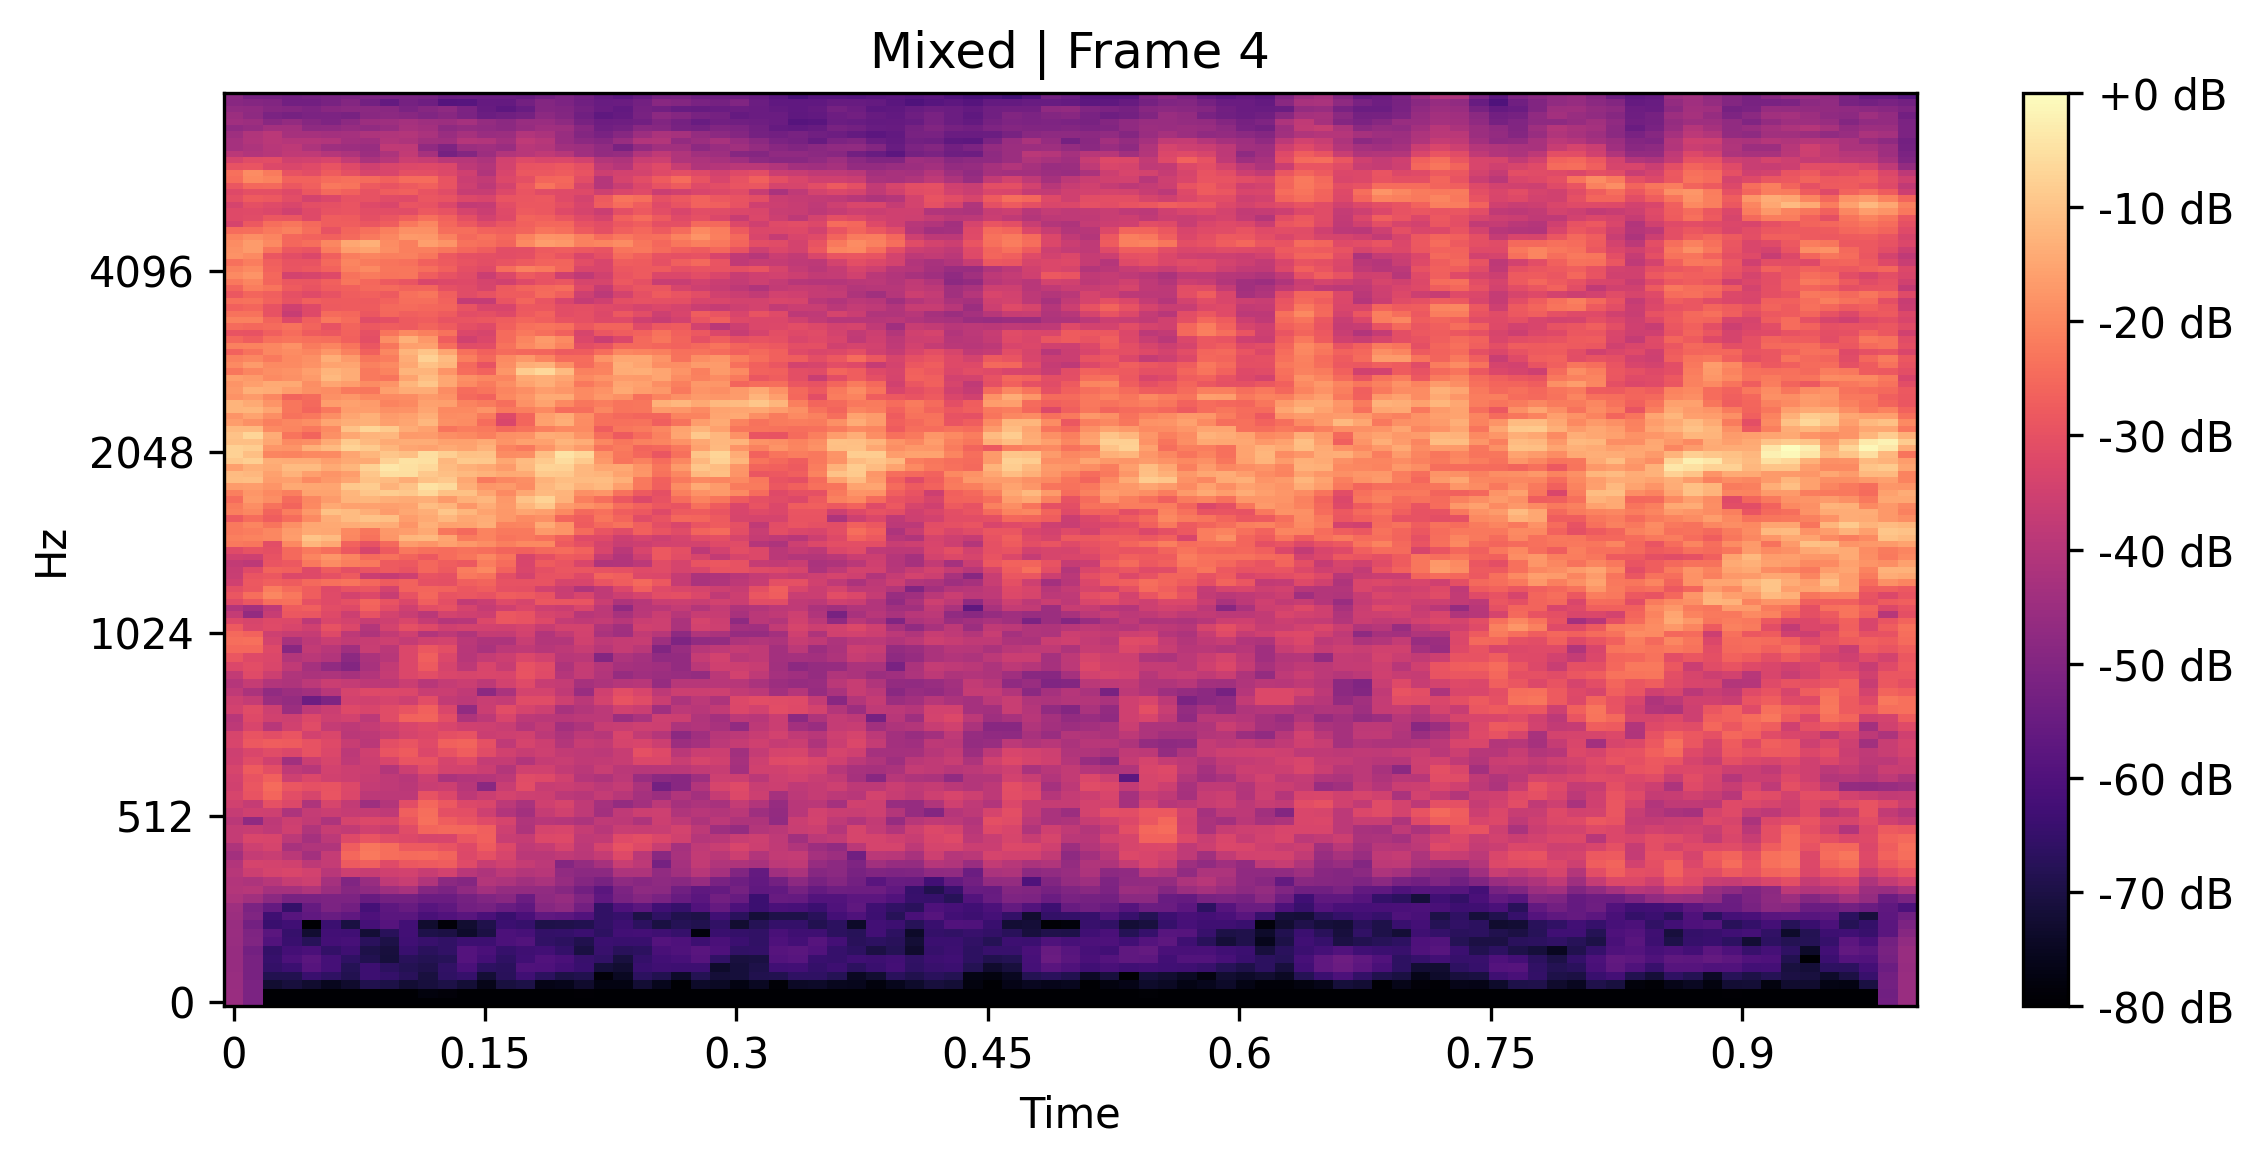 Mixed | Frame 4
Hz
4096
2048
1024
512
0
0 0.15 0.3 0.45 0.6 0.75 0.9
Time
+0 dB
-10 dB
-20 dB
-30 dB
-40 dB
-50 dB
-60 dB
-70 dB
-80 dB